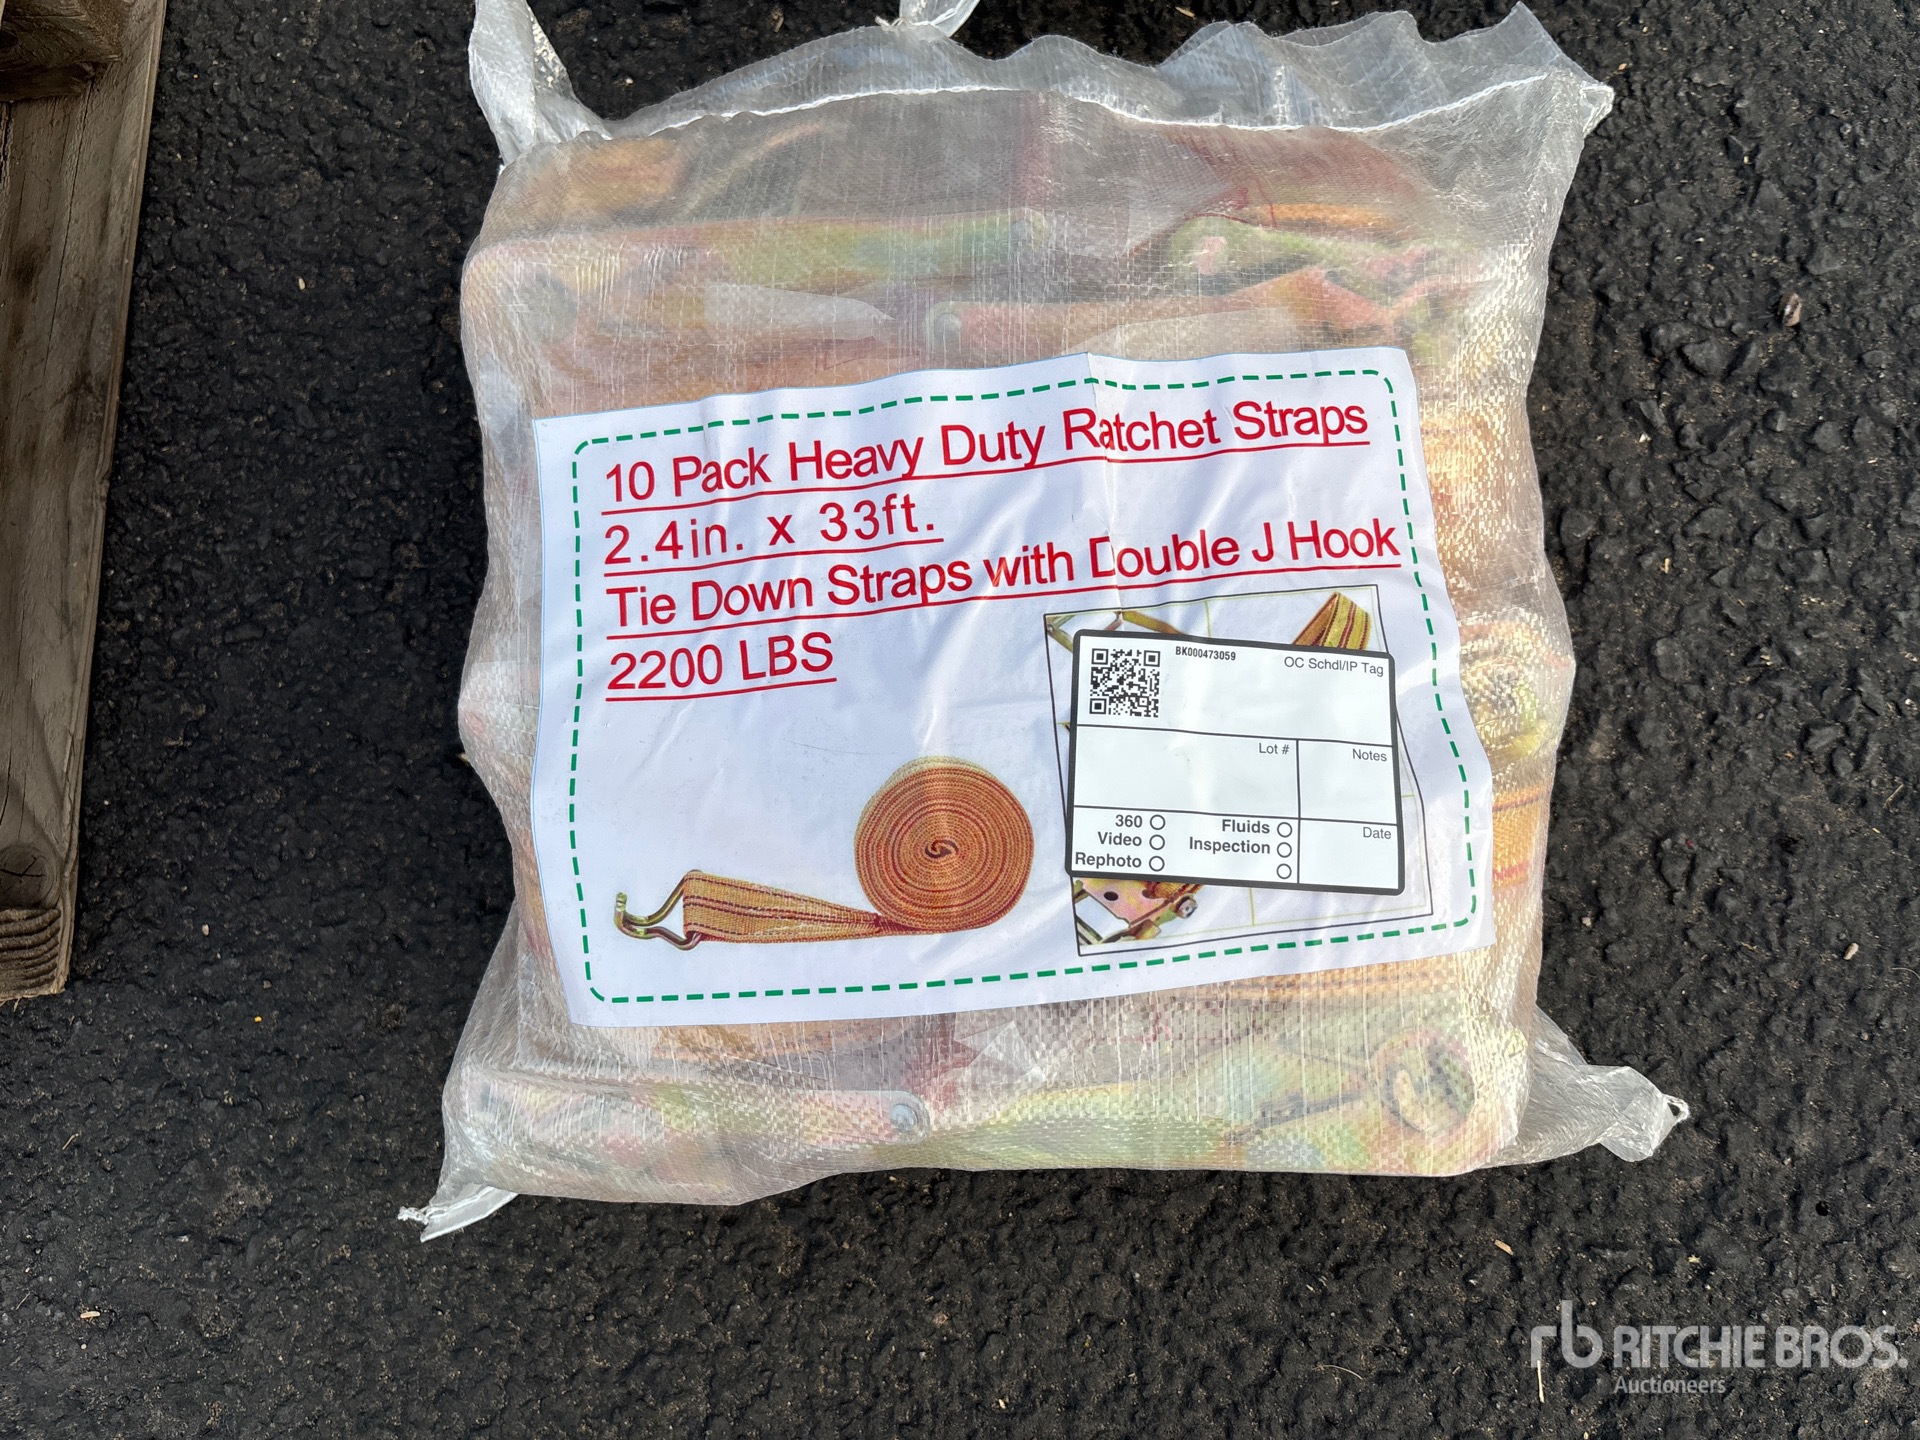 10 Pack Heavy Duty Ratchet Straps
2.4in. x 33ft.
Tie Down Straps with Double J Hook
2200 LBS
BK000473059
OC Schdl/IP Tag
Lot #
Notes
360
Video
Rephoto
Fluids
Inspection
Date
rb RITCHIE BROS.
Auctioneers